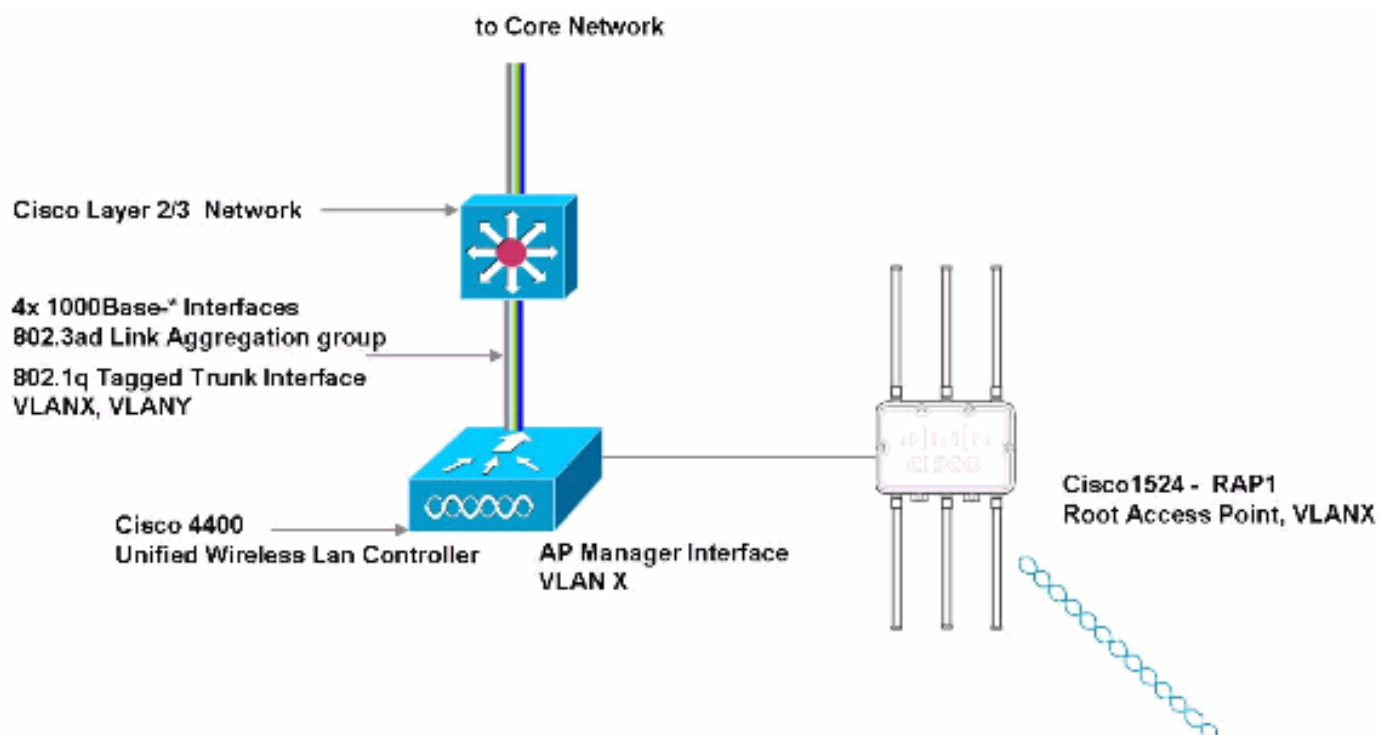 to Core Network
Cisco Layer 2/3 Network
4x 1000Base-* Interfaces
802.3ad Link Aggregation group
802.1q Tagged Trunk Interface
VLANX, VLANY
Cisco 4400
Unified Wireless Lan Controller
AP Manager Interface
VLAN X
CISCO
Cisco1524 - RAP1
Root Access Point, VLANX